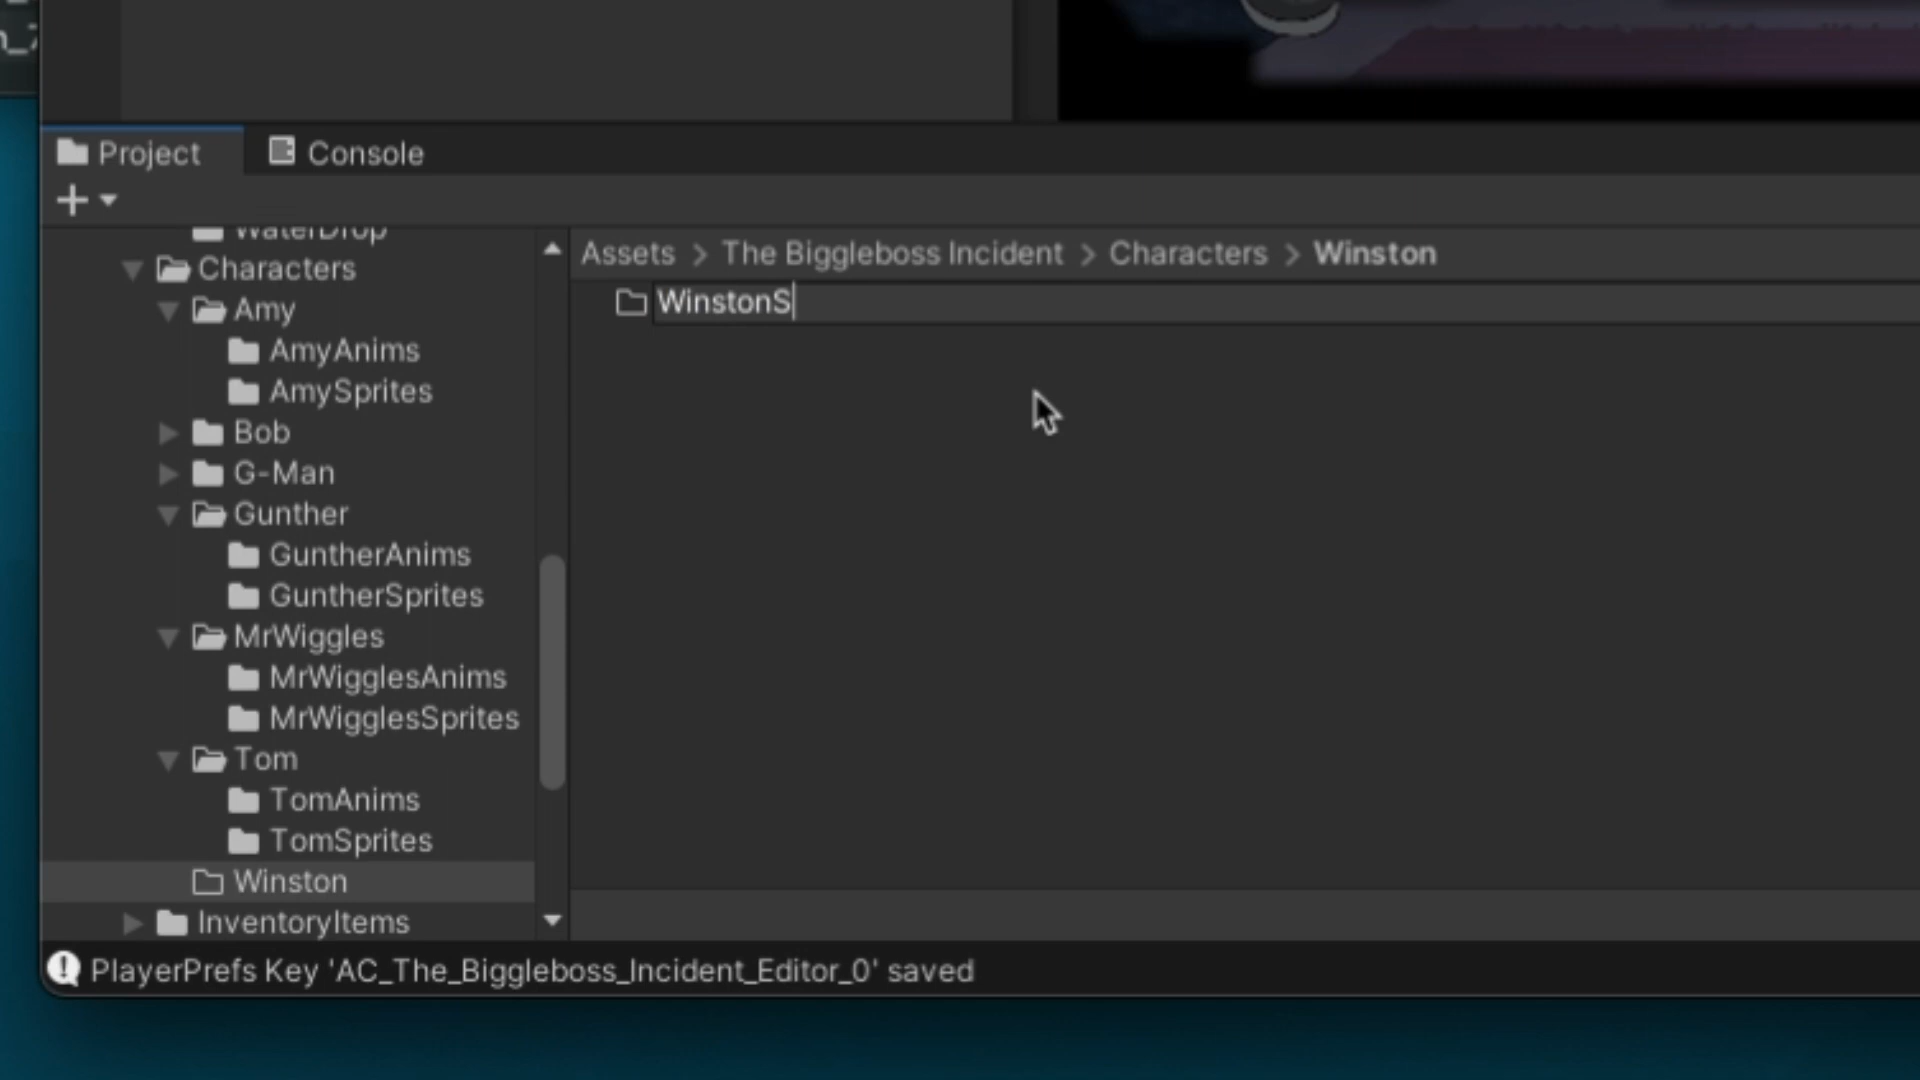 Project
Console
WaterDrop
Characters
Amy
AmyAnims
AmySprites
Bob
G-Man
Gunther
GuntherAnims
GuntherSprites
MrWiggles
MrWigglesAnims
MrWigglesSprites
Tom
TomAnims
TomSprites
Winston
InventoryItems
Assets > The Biggleboss Incident > Characters > Winston
WinstonS
PlayerPrefs Key 'AC_The_Biggleboss_Incident_Editor_0' saved